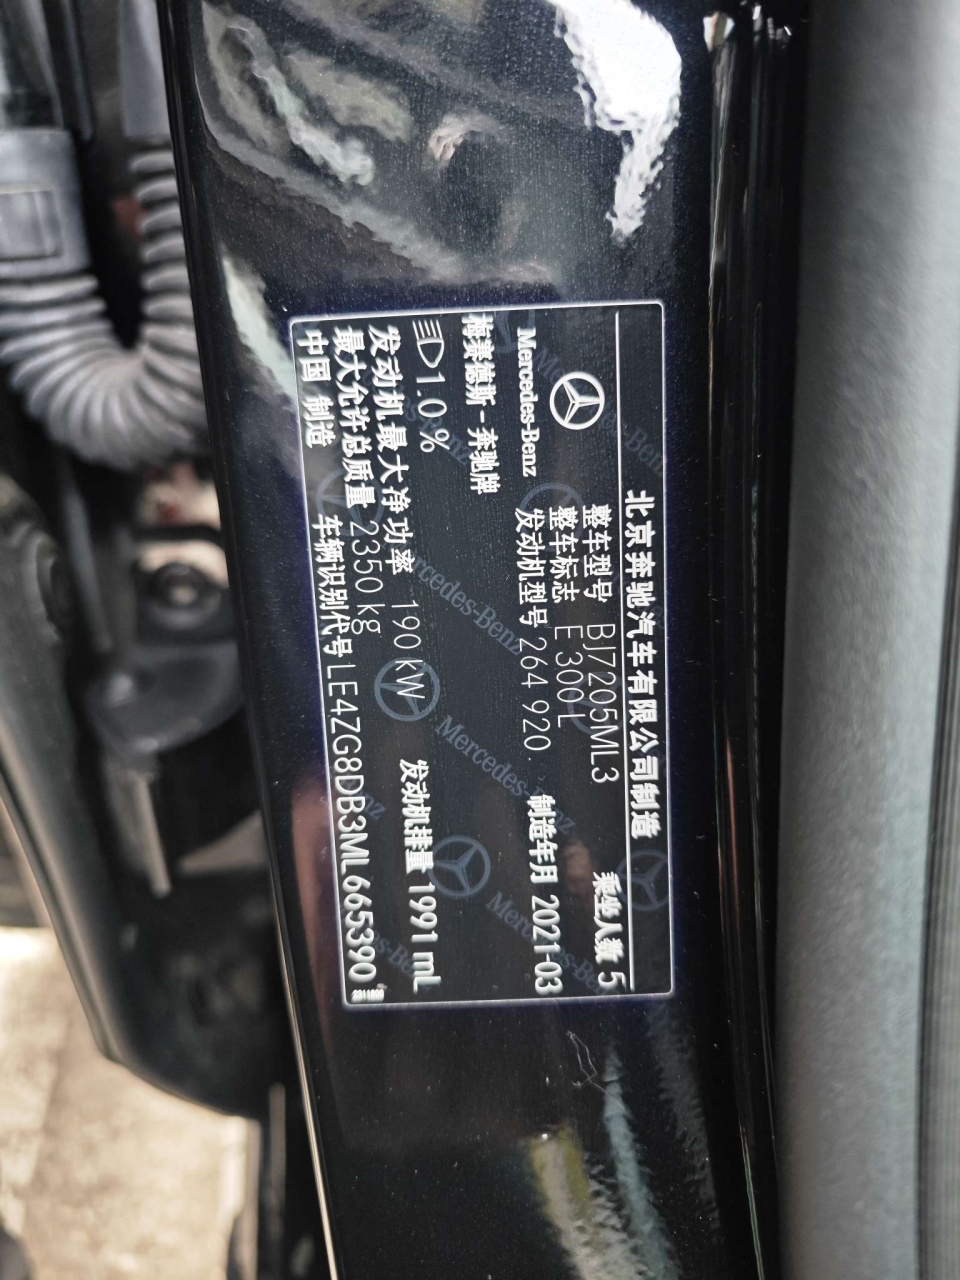 北京奔驰汽车有限公司制造
整车型号 BJ7205ML3 乘坐人数 5
整车标志 E 300 L
Mercedes-Benz 发动机型号 264 920 制造年月 2021-03
梅赛德斯-奔驰牌
1.0 %
发动机最大净功率 190 kW 发动机排量 1991 mL
最大允许总质量 2350 kg
中国 制造 车辆识别代号 LE4ZG8DB3ML665390